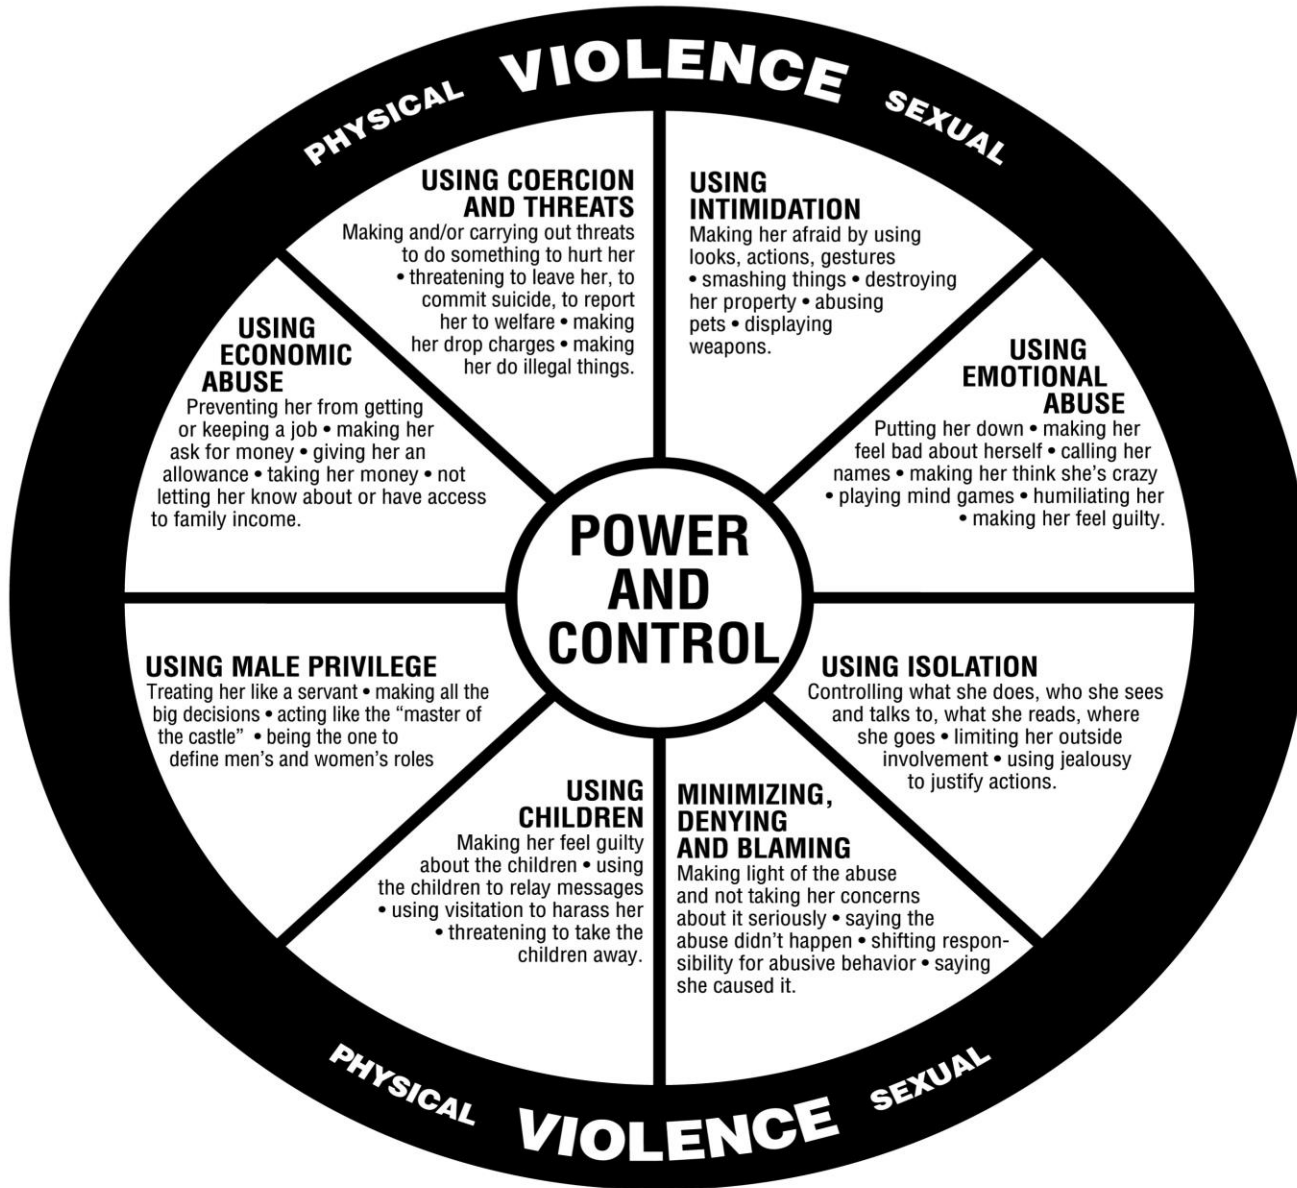 PHYSICAL VIOLENCE SEXUAL
USING COERCION
AND THREATS
Making and/or carrying out threats
to do something to hurt her
• threatening to leave her, to
commit suicide, to report
her to welfare • making
her drop charges • making
her do illegal things.
USING
INTIMIDATION
Making her afraid by using
looks, actions, gestures
• smashing things • destroying
her property • abusing
pets • displaying
weapons.
USING
ECONOMIC
ABUSE
Preventing her from getting
or keeping a job • making her
ask for money • giving her an
allowance • taking her money • not
letting her know about or have access
to family income.
USING
EMOTIONAL
ABUSE
Putting her down • making her
feel bad about herself • calling her
names • making her think she’s crazy
• playing mind games • humiliating her
• making her feel guilty.
POWER
AND
CONTROL
USING MALE PRIVILEGE
Treating her like a servant • making all the
big decisions • acting like the “master of
the castle” • being the one to
define men’s and women’s roles
USING ISOLATION
Controlling what she does, who she sees
and talks to, what she reads, where
she goes • limiting her outside
involvement • using jealousy
to justify actions.
USING
CHILDREN
Making her feel guilty
about the children • using
the children to relay messages
• using visitation to harass her
• threatening to take the
children away.
MINIMIZING,
DENYING
AND BLAMING
Making light of the abuse
and not taking her concerns
about it seriously • saying the
abuse didn’t happen • shifting respon-
sibility for abusive behavior • saying
she caused it.
PHYSICAL VIOLENCE SEXUAL